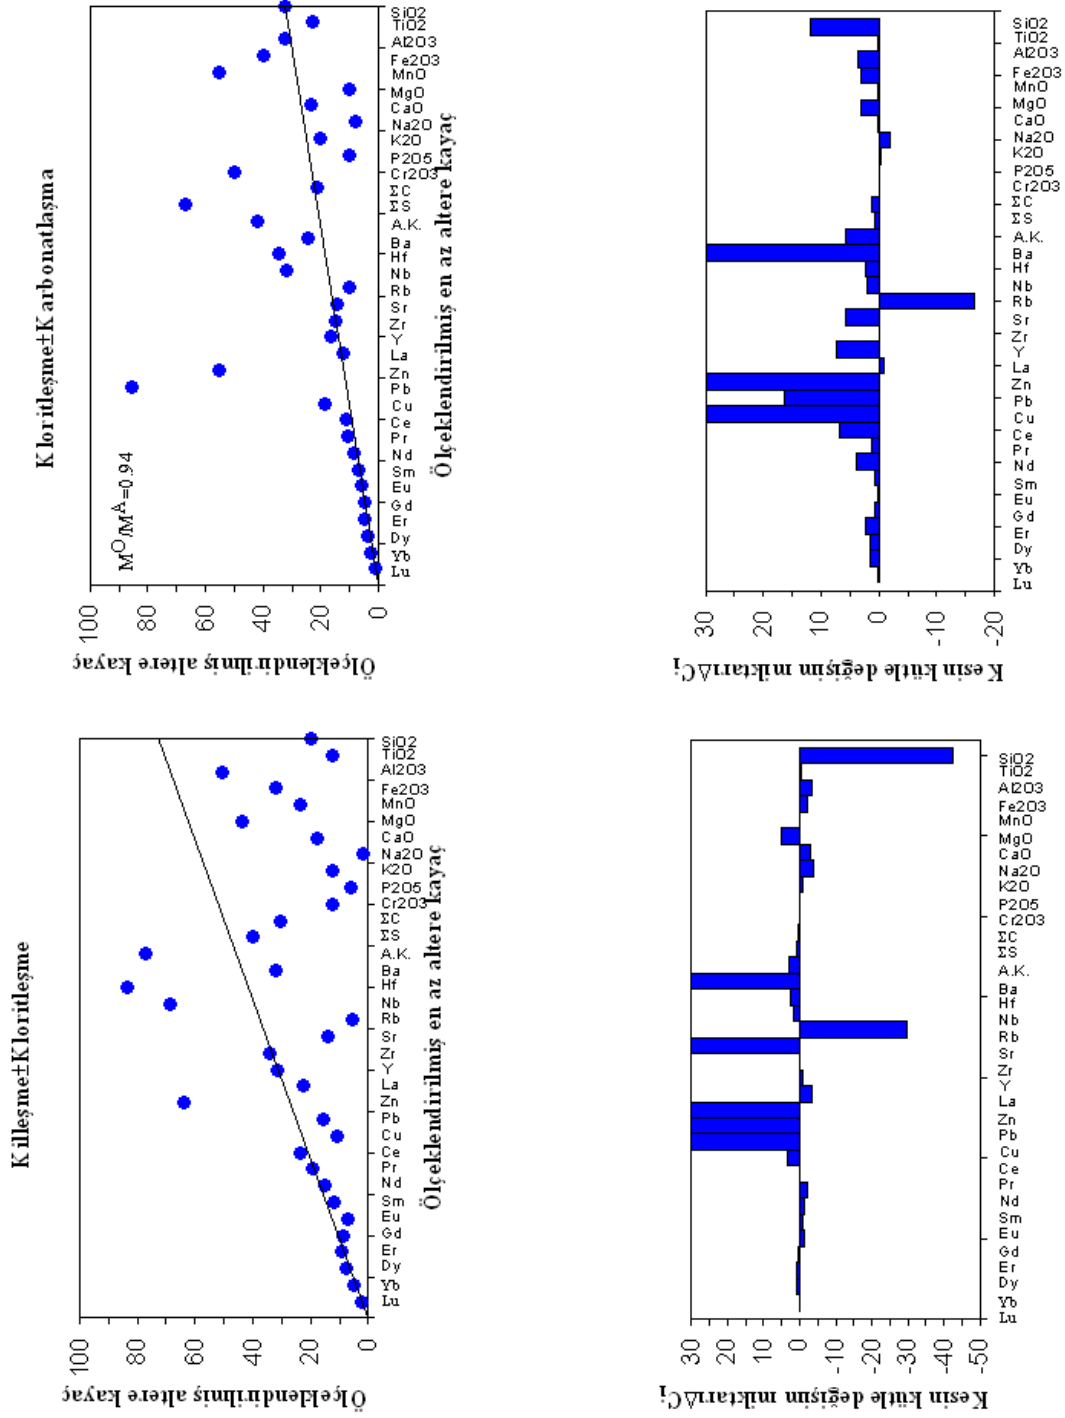 Killeşme±Kloritleşme
Ölçeklendirilmiş altere kayaç
100
80
60
40
20
0
Lu
Yb
Dy
Er
Gd
Eu
Sm
Nd
Pr
Ce
Cu
Pb
Zn
La
Y
Zr
Sr
Rb
Nb
Hf
Ba
A.K.
ΣS
ΣC
Cr2O3
P2O5
K2O
Na2O
CaO
MgO
MnO
Fe2O3
Al2O3
TiO2
SiO2
Ölçeklendirilmiş en az altere kayaç
Kloritleşme±Karbonatlaşma
Ölçeklendirilmiş altere kayaç
100
80
60
40
20
0
M^O/M^A=0.94
Lu
Yb
Dy
Er
Gd
Eu
Sm
Nd
Pr
Ce
Cu
Pb
Zn
La
Y
Zr
Sr
Rb
Nb
Hf
Ba
A.K.
ΣS
ΣC
Cr2O3
P2O5
K2O
Na2O
CaO
MgO
MnO
Fe2O3
Al2O3
TiO2
SiO2
Ölçeklendirilmiş en az altere kayaç
Kesin kütle değişim miktarıΔCi
30
20
10
0
-10
-20
-30
-40
-50
Lu
Yb
Dy
Er
Gd
Eu
Sm
Nd
Pr
Ce
Cu
Pb
Zn
La
Y
Zr
Sr
Rb
Nb
Hf
Ba
A.K.
ΣS
ΣC
Cr2O3
P2O5
K2O
Na2O
CaO
MgO
MnO
Fe2O3
Al2O3
TiO2
SiO2
Kesin kütle değişim miktarıΔCi
30
20
10
0
-10
-20
Lu
Yb
Dy
Er
Gd
Eu
Sm
Nd
Pr
Ce
Cu
Pb
Zn
La
Y
Zr
Sr
Rb
Nb
Hf
Ba
A.K.
ΣS
ΣC
Cr2O3
P2O5
K2O
Na2O
CaO
MgO
MnO
Fe2O3
Al2O3
TiO2
SiO2